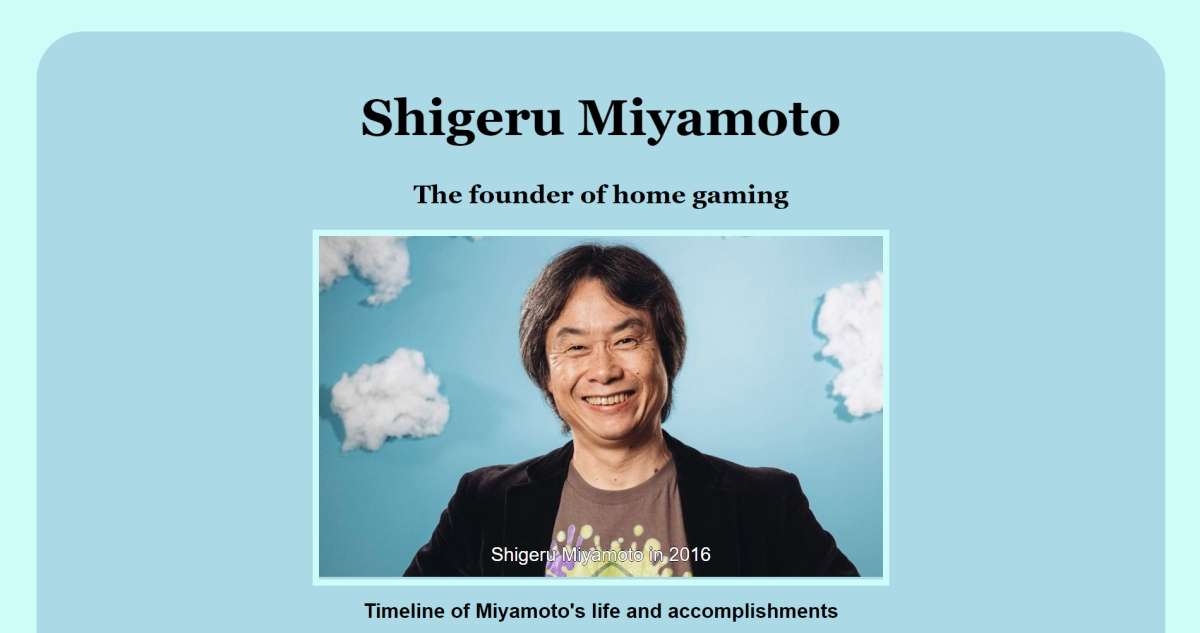 Shigeru Miyamoto
The founder of home gaming
Shigeru Miyamoto in 2016
Timeline of Miyamoto's life and accomplishments